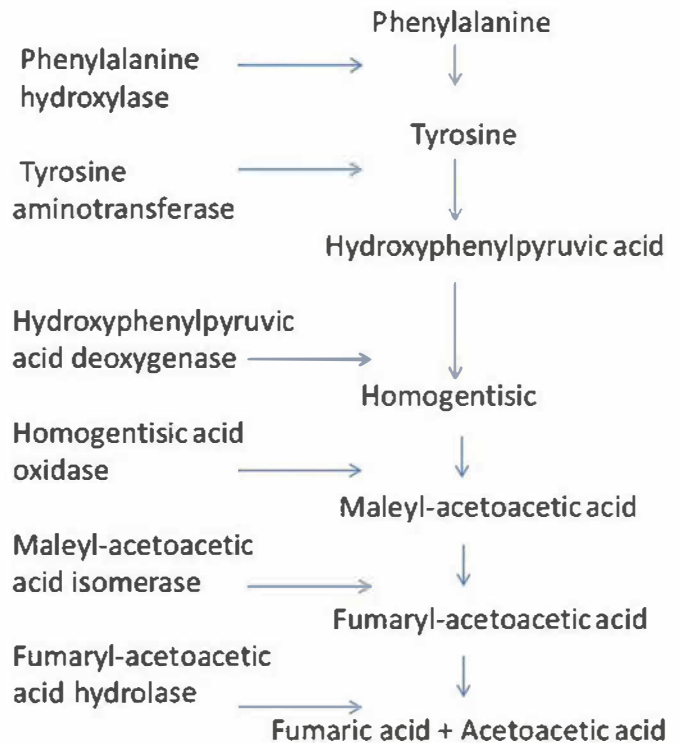 Phenylalanine
Phenylalanine
hydroxylase
Tyrosine
Tyrosine
aminotransferase
Hydroxyphenylpyruvic acid
Hydroxyphenylpyruvic
acid deoxygenase
Homogentisic
Homogentisic acid
oxidase
Maleyl-acetoacetic acid
Maleyl-acetoacetic
acid isomerase
Fumaryl-acetoacetic acid
Fumaryl-acetoacetic
acid hydrolase
Fumaric acid + Acetoacetic acid